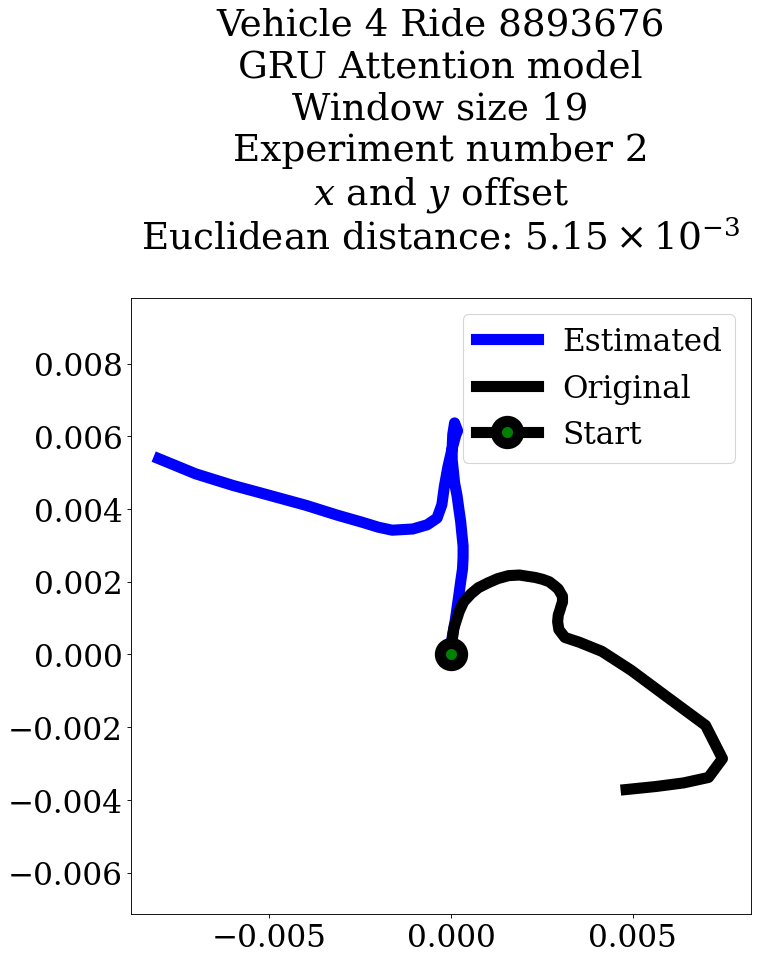 Vehicle 4 Ride 8893676
GRU Attention model
Window size 19
Experiment number 2
x and y offset
Euclidean distance: 5.15 × 10⁻³
Estimated
Original
Start
0.008
0.006
0.004
0.002
0.000
−0.002
−0.004
−0.006
−0.005 0.000 0.005